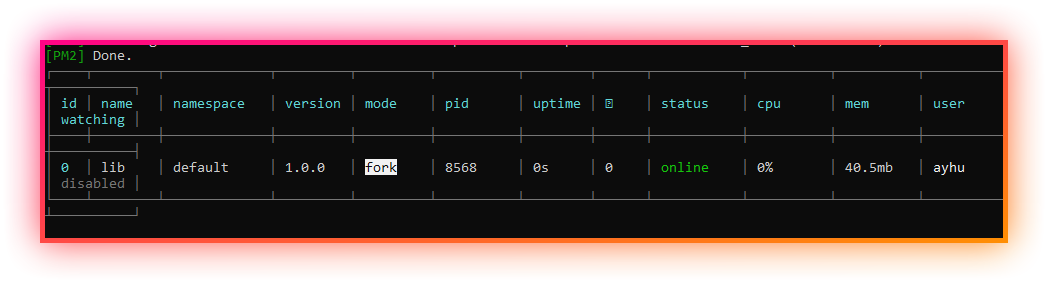 [PM2] Done.
id name namespace version mode pid uptime status cpu mem user
watching
0 lib default 1.0.0 fork 8568 0s 0 online 0% 40.5mb ayhu
disabled